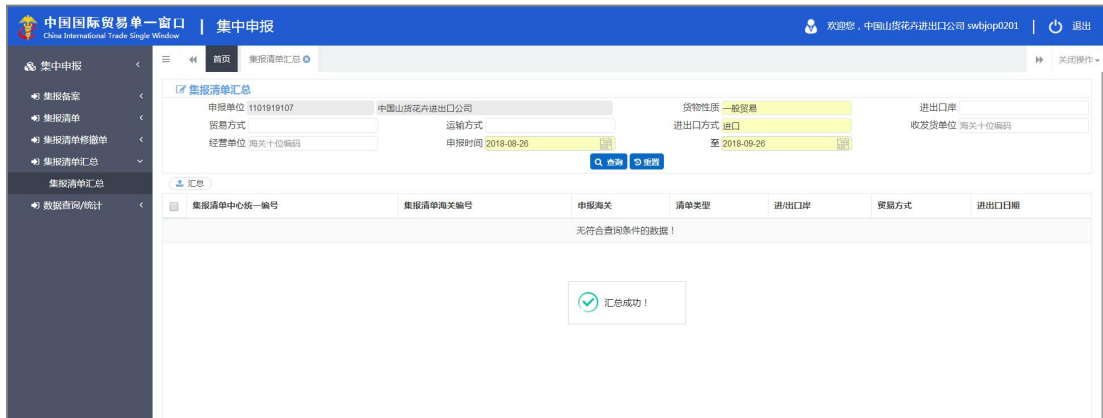 中国国际贸易单一窗口 | 集中申报 欢迎您，中国山货花卉进出口公司 swbjop0201 | 退出
China International Trade Single Window
集中申报 首页 集报清单汇总 关闭操作
集报备案
集报清单
集报清单修撤单
集报清单汇总
集报清单汇总
数据查询/统计
集报清单汇总
申报单位 1101919107 中国山货花卉进出口公司 货物性质 一般贸易 进出口岸
贸易方式 运输方式 进出口方式 进口 收发货单位 海关十位编码
经营单位 海关十位编码 申报时间 2018-08-26 至 2018-09-26
查询 重置
汇总
集报清单中心统一编号 集报清单海关编号 申报海关 清单类型 进/出口岸 贸易方式 进出口日期
无符合查询条件的数据！
汇总成功！